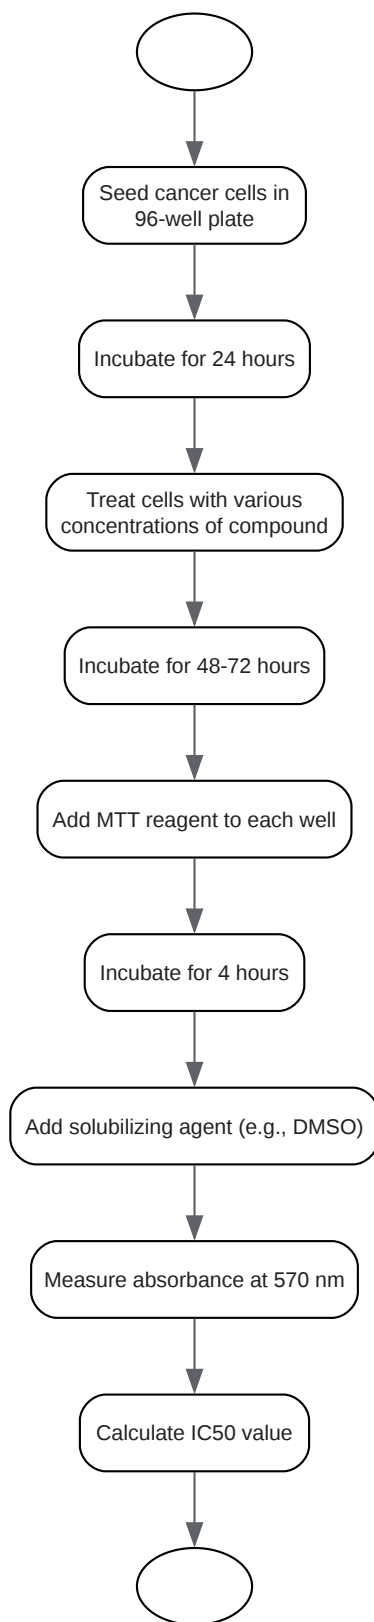 Seed cancer cells in
96-well plate
Incubate for 24 hours
Treat cells with various
concentrations of compound
Incubate for 48-72 hours
Add MTT reagent to each well
Incubate for 4 hours
Add solubilizing agent (e.g., DMSO)
Measure absorbance at 570 nm
Calculate IC50 value